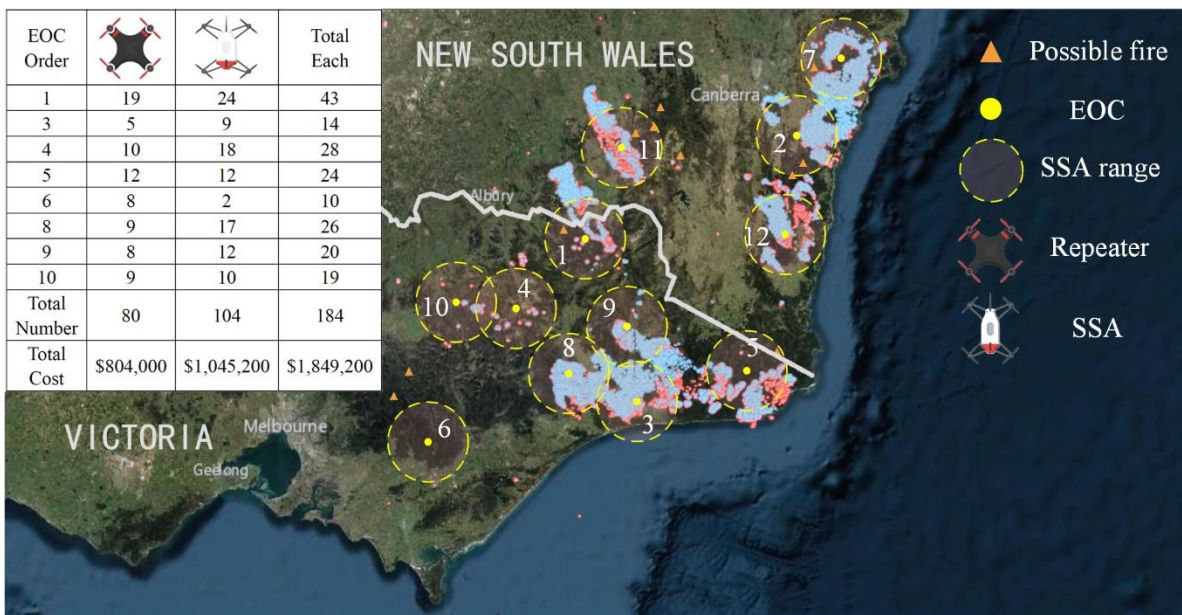 EOC Order Total Each
1 19 24 43
3 5 9 14
4 10 18 28
5 12 12 24
6 8 2 10
8 9 17 26
9 8 12 20
10 9 10 19
Total Number 80 104 184
Total Cost $804,000 $1,045,200 $1,849,200
NEW SOUTH WALES
7
Canberra
2
11
Albury
12
1
10
4
9
8
5
3
6
VICTORIA
Melbourne
Geelong
Possible fire
EOC
SSA range
Repeater
SSA